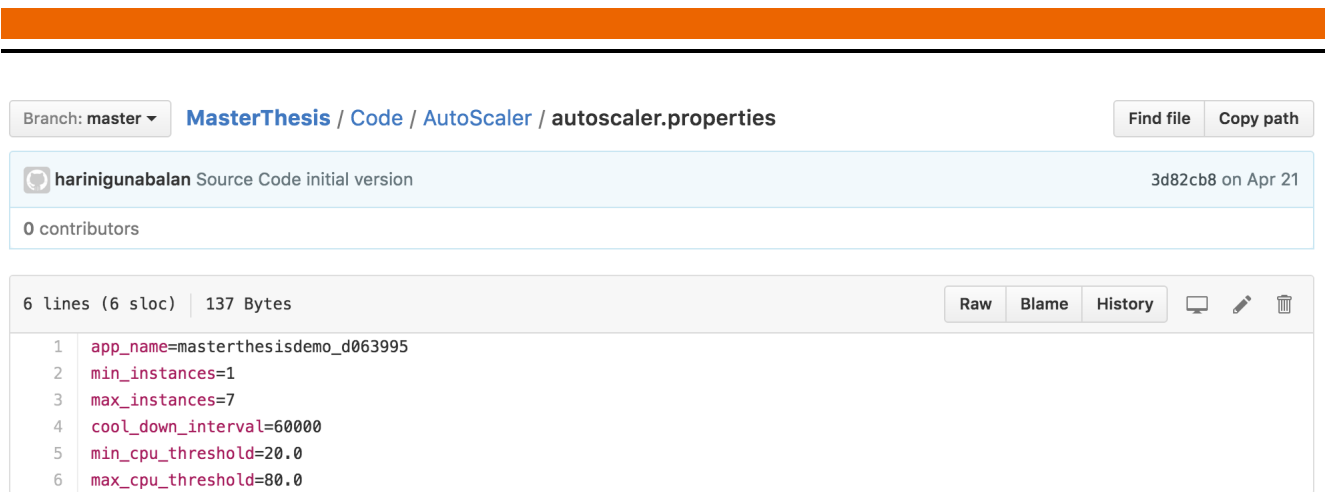 Branch: master MasterThesis / Code / AutoScaler / autoscaler.properties Find file Copy path
harinigunabalan Source Code initial version 3d82cb8 on Apr 21
0 contributors
6 lines (6 sloc) 137 Bytes Raw Blame History
1 app_name=masterthesisdemo_d063995
2 min_instances=1
3 max_instances=7
4 cool_down_interval=60000
5 min_cpu_threshold=20.0
6 max_cpu_threshold=80.0